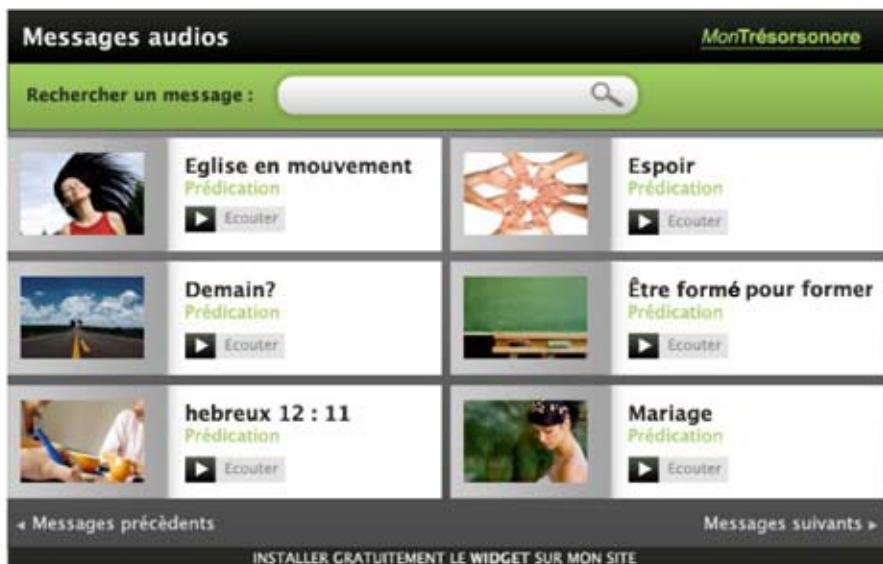 Messages audios
MonTrésorsonore
Rechercher un message :
Eglise en mouvement
Prédication
Ecouter
Espoir
Prédication
Ecouter
Demain?
Prédication
Ecouter
Être formé pour former
Prédication
Ecouter
hebreux 12 : 11
Prédication
Ecouter
Mariage
Prédication
Ecouter
Messages précèdents
Messages suivants
INSTALLER GRATUITEMENT LE WIDGET SUR MON SITE